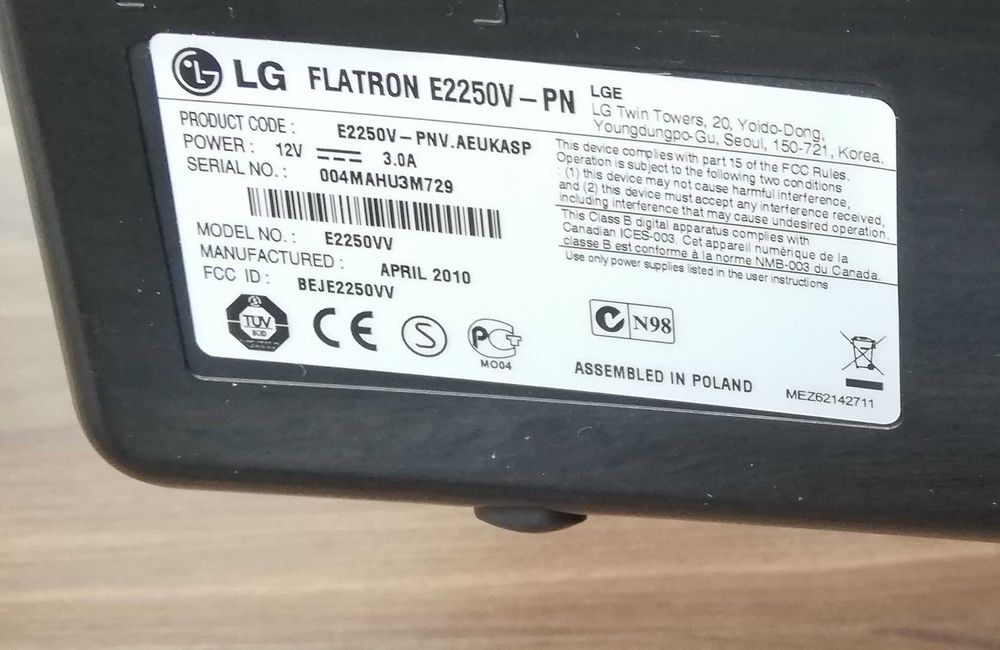 LG FLATRON E2250V-PN
LGE
LG Twin Towers, 20, Yoido-Dong,
Youngdungpo-Gu, Seoul, 150-721, Korea.
PRODUCT CODE : E2250V-PNV.AEUKASP
POWER : 12V 3.0A
SERIAL NO. : 004MAHU3M729
MODEL NO. : E2250VV
MANUFACTURED : APRIL 2010
FCC ID : BEJE2250VV
This device complies with part 15 of the FCC Rules.
Operation is subject to the following two conditions
: (1) this device may not cause harmful interference,
and (2) this device must accept any interference received,
including interference that may cause undesired operation.
This Class B digital apparatus complies with
Canadian ICES-003. Cet appareil numérique de la
classe B est conforme à la norme NMB-003 du Canada.
Use only power supplies listed in the user instructions
TÜV
SÜD
CE
S
PCT
MO04
N98
ASSEMBLED IN POLAND
MEZ62142711